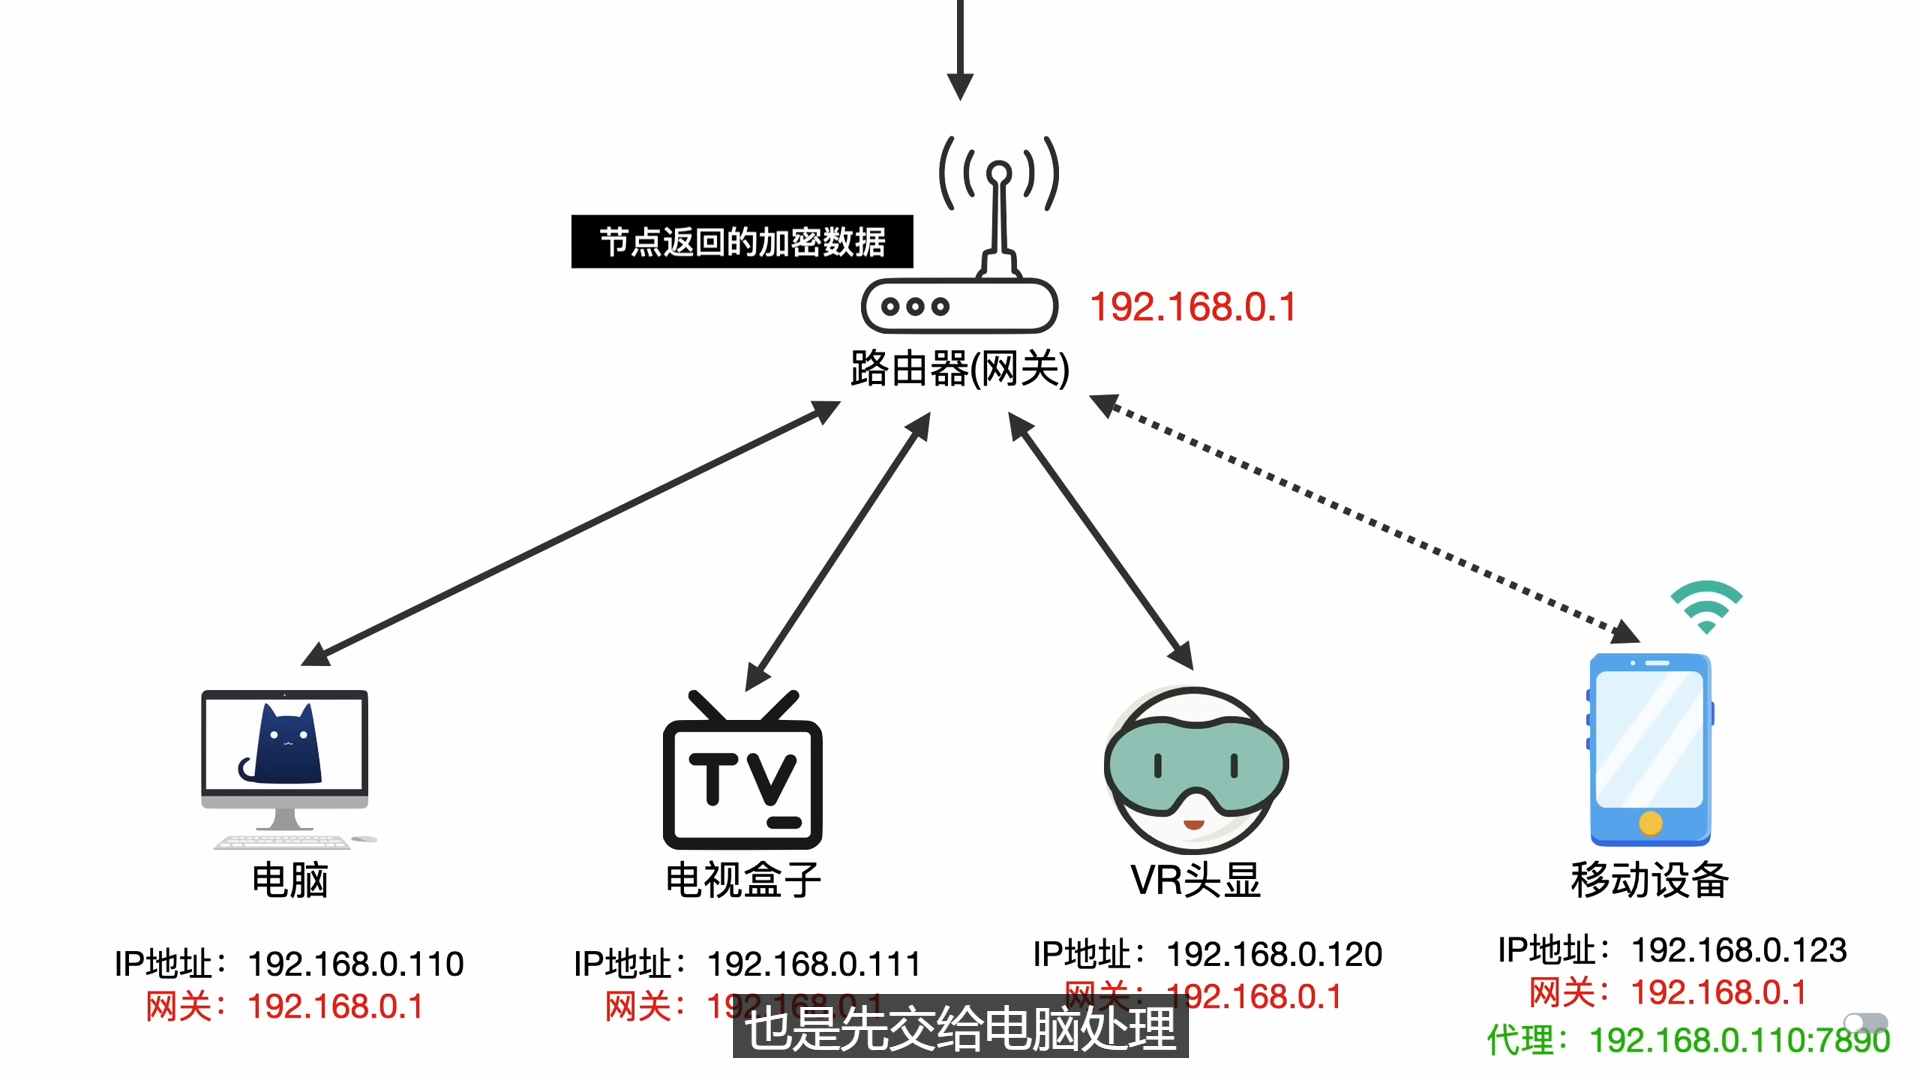 节点返回的加密数据
192.168.0.1
路由器(网关)
TV
电脑
电视盒子
VR头显
移动设备
IP地址：192.168.0.110
网关：192.168.0.1
IP地址：192.168.0.111
网关：192.168.0.1
IP地址：192.168.0.120
网关：192.168.0.1
IP地址：192.168.0.123
网关：192.168.0.1
代理：192.168.0.110:7890
也是先交给电脑处理